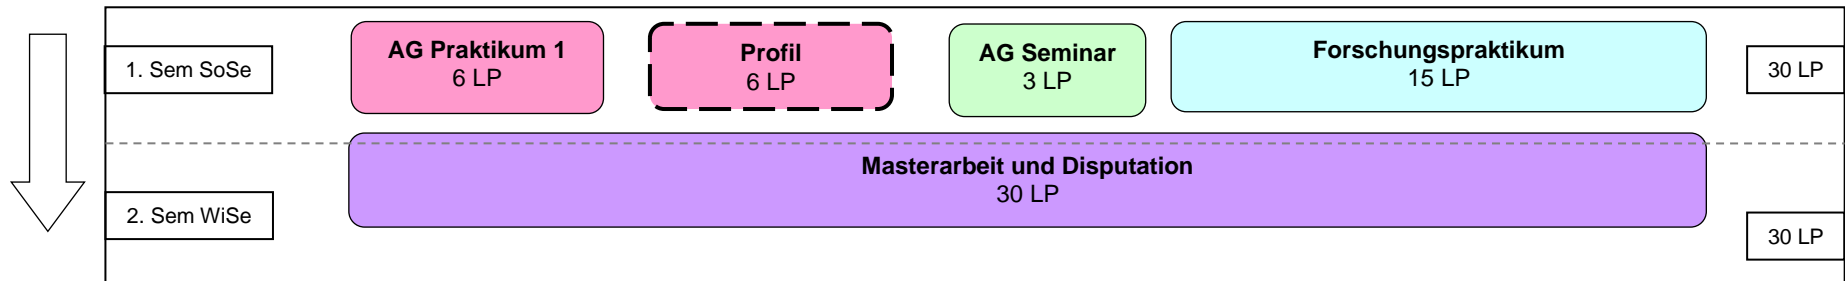 1. Sem SoSe
AG Praktikum 1
6 LP
Profil
6 LP
AG Seminar
3 LP
Forschungspraktikum
15 LP
30 LP
Masterarbeit und Disputation
30 LP
2. Sem WiSe
30 LP